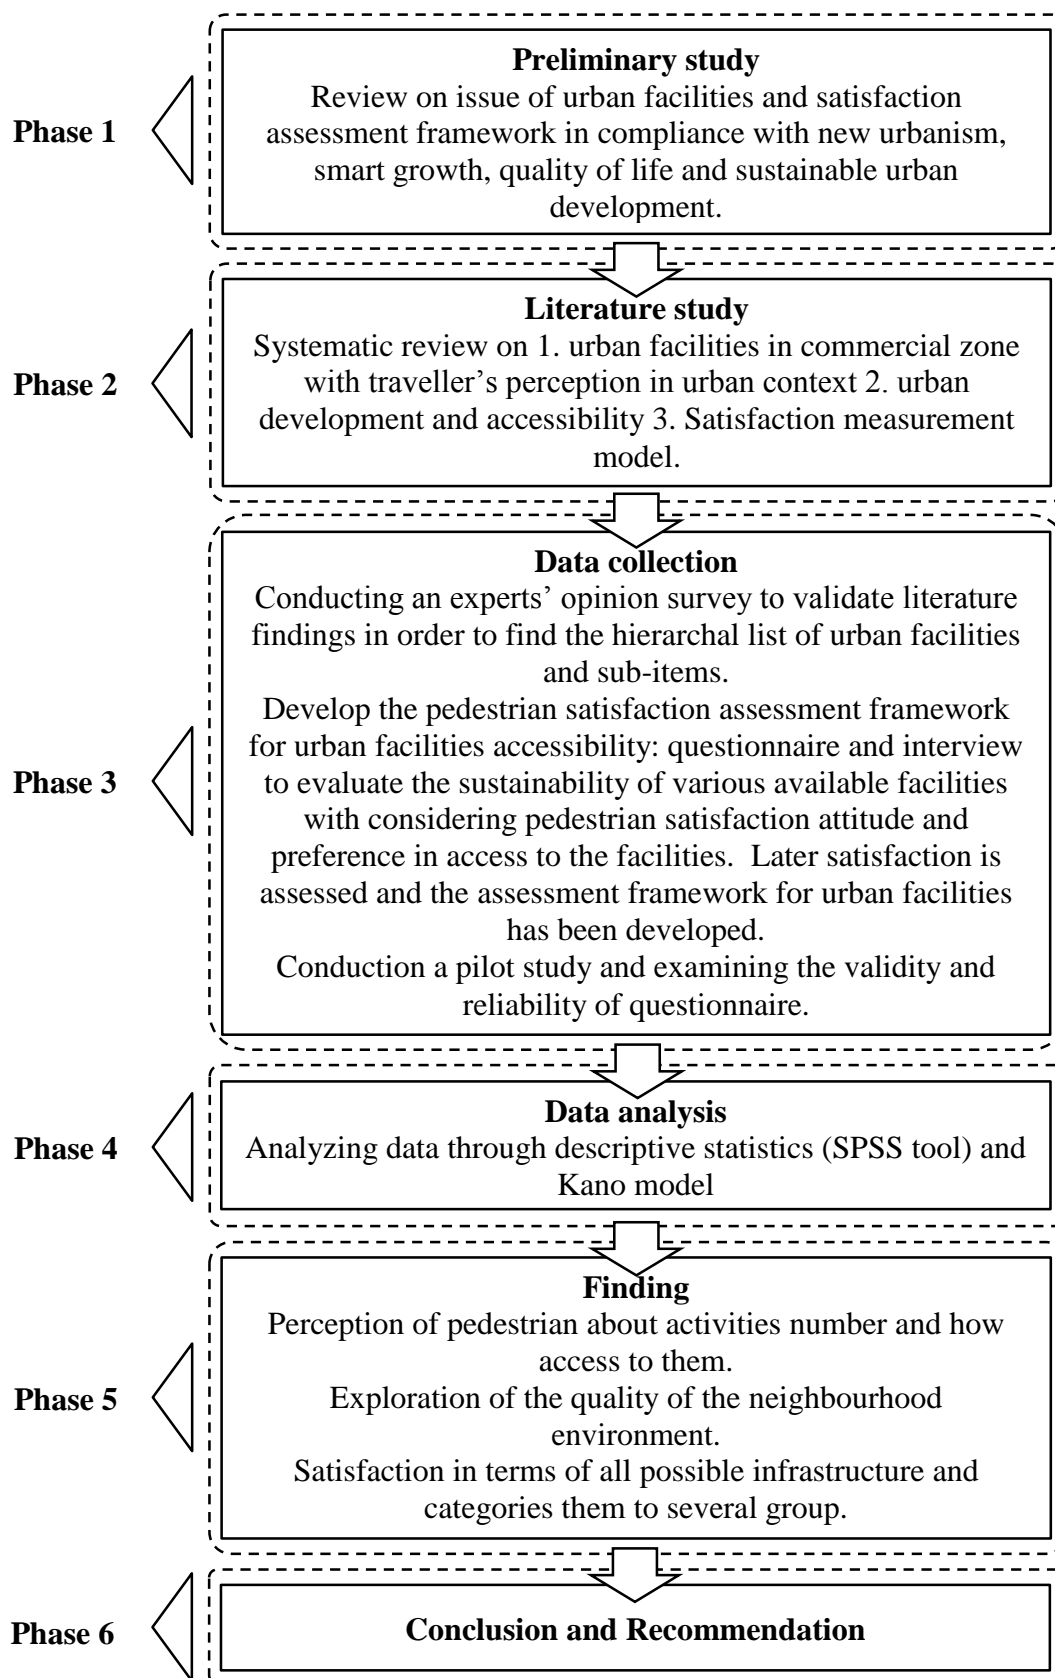 Phase 1
Preliminary study
Review on issue of urban facilities and satisfaction
assessment framework in compliance with new urbanism,
smart growth, quality of life and sustainable urban
development.
Phase 2
Literature study
Systematic review on 1. urban facilities in commercial zone
with traveller’s perception in urban context 2. urban
development and accessibility 3. Satisfaction measurement
model.
Phase 3
Data collection
Conducting an experts’ opinion survey to validate literature
findings in order to find the hierarchal list of urban facilities
and sub-items.
Develop the pedestrian satisfaction assessment framework
for urban facilities accessibility: questionnaire and interview
to evaluate the sustainability of various available facilities
with considering pedestrian satisfaction attitude and
preference in access to the facilities.  Later satisfaction is
assessed and the assessment framework for urban facilities
has been developed.
Conduction a pilot study and examining the validity and
reliability of questionnaire.
Phase 4
Data analysis
Analyzing data through descriptive statistics (SPSS tool) and
Kano model
Phase 5
Finding
Perception of pedestrian about activities number and how
access to them.
Exploration of the quality of the neighbourhood
environment.
Satisfaction in terms of all possible infrastructure and
categories them to several group.
Phase 6
Conclusion and Recommendation